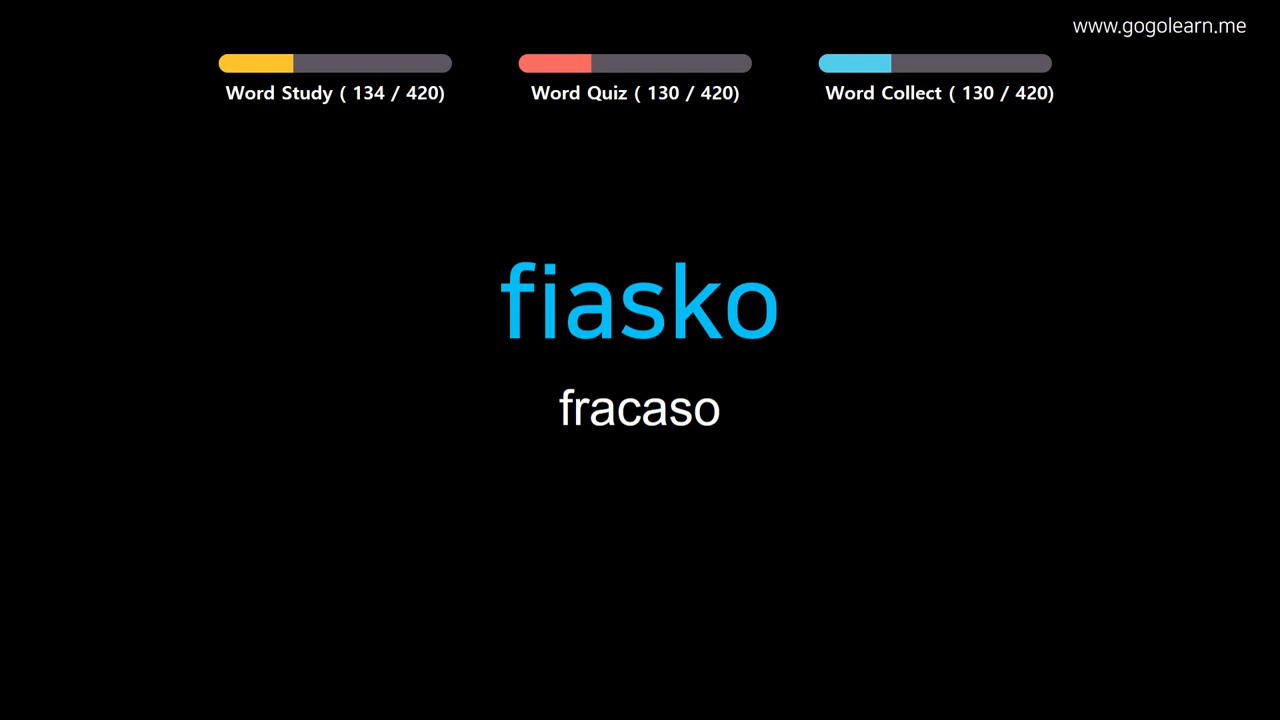 www.gogolearn.me
Word Study ( 134 / 420)
Word Quiz ( 130 / 420)
Word Collect ( 130 / 420)
fiasko
fracaso